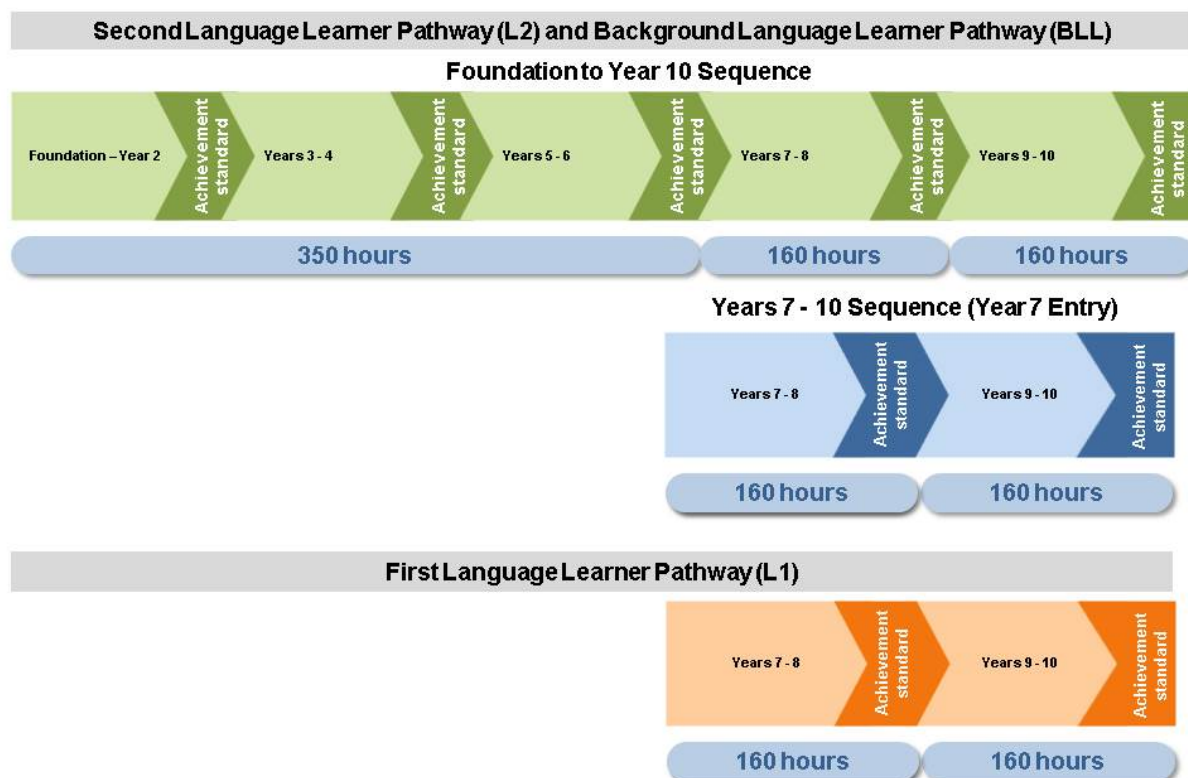 Second Language Learner Pathway (L2) and Background Language Learner Pathway (BLL)
Foundation to Year 10 Sequence
Foundation – Year 2
Achievement
standard
Years 3 - 4
Achievement
standard
Years 5 - 6
Achievement
standard
Years 7 - 8
Achievement
standard
Years 9 - 10
Achievement
standard
350 hours
160 hours
160 hours
Years 7 - 10 Sequence (Year 7 Entry)
Years 7 - 8
Achievement
standard
Years 9 - 10
Achievement
standard
160 hours
160 hours
First Language Learner Pathway (L1)
Years 7 - 8
Achievement
standard
Years 9 - 10
Achievement
standard
160 hours
160 hours